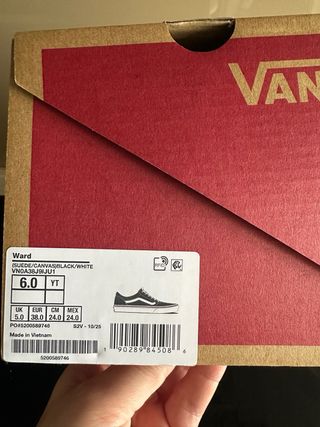 VAN
Ward
(SUEDE/CANVAS)BLACK/WHITE
VN0A38J9IJU1
6.0 YT
UK EUR CM MEX
5.0 38.0 24.0 24.0
PO#5200589746 S2V - 10/25
Made in Vietnam
5200589746
1 90289 84508 6